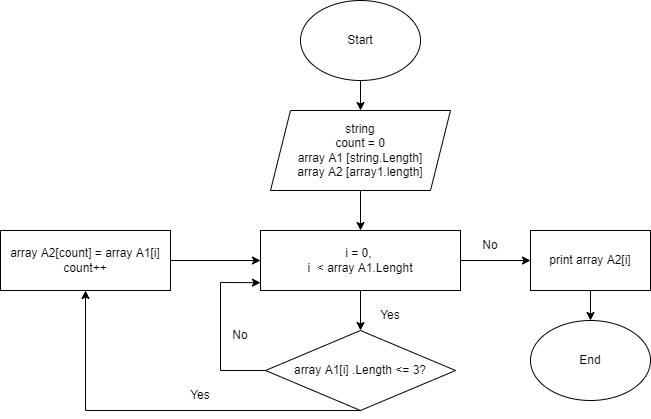 Start
string
count = 0
array A1 [string.Length]
array A2 [array1.length]
array A2[count] = array A1[i]
count++
i = 0,
i < array A1.Lenght
No
print array A2[i]
Yes
No
array A1[i] .Length <= 3?
End
Yes